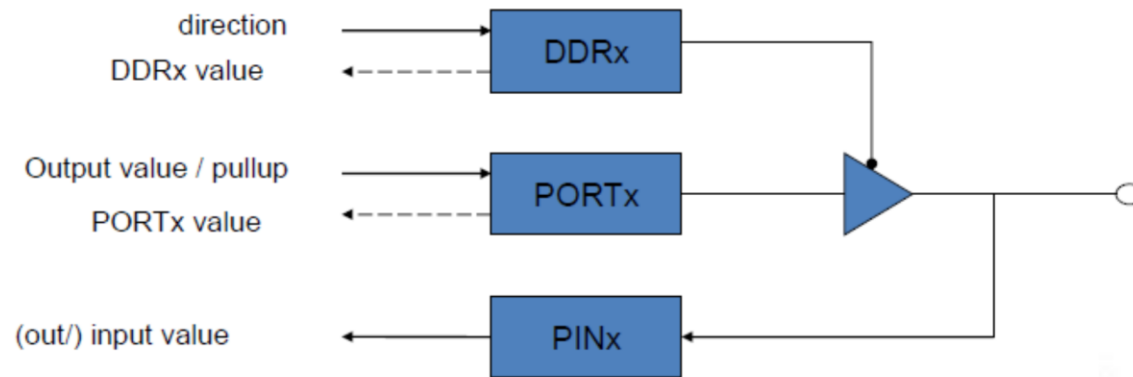 direction
DDRx value
DDRx
Output value / pullup
PORTx value
PORTx
(out/) input value
PINx